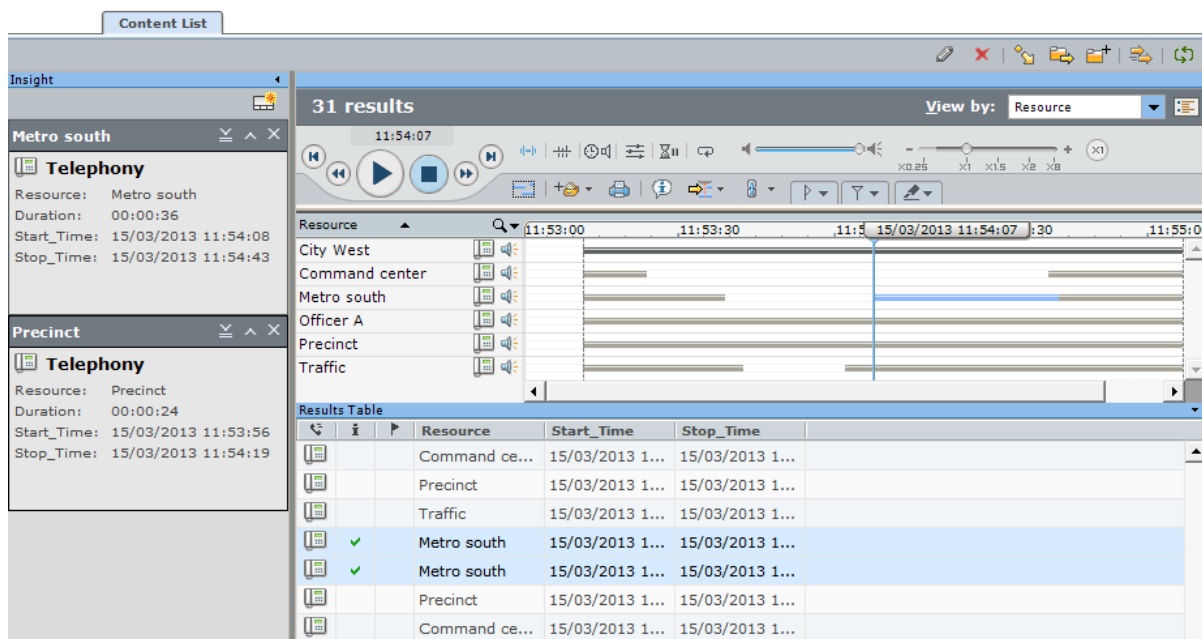 Content List
Insight
Metro south
Telephony
Resource: Metro south
Duration: 00:00:36
Start_Time: 15/03/2013 11:54:08
Stop_Time: 15/03/2013 11:54:43
Precinct
Telephony
Resource: Precinct
Duration: 00:00:24
Start_Time: 15/03/2013 11:53:56
Stop_Time: 15/03/2013 11:54:19
31 results
View by: Resource
11:54:07
x0.25 x1 x1.5 x2 x8
x1
Resource 11:53:00 11:53:30 11:5 15/03/2013 11:54:07 :30 11:55:0
City West
Command center
Metro south
Officer A
Precinct
Traffic
Results Table
Resource Start_Time Stop_Time
Command ce... 15/03/2013 1... 15/03/2013 1...
Precinct 15/03/2013 1... 15/03/2013 1...
Traffic 15/03/2013 1... 15/03/2013 1...
Metro south 15/03/2013 1... 15/03/2013 1...
Metro south 15/03/2013 1... 15/03/2013 1...
Precinct 15/03/2013 1... 15/03/2013 1...
Command ce... 15/03/2013 1... 15/03/2013 1...